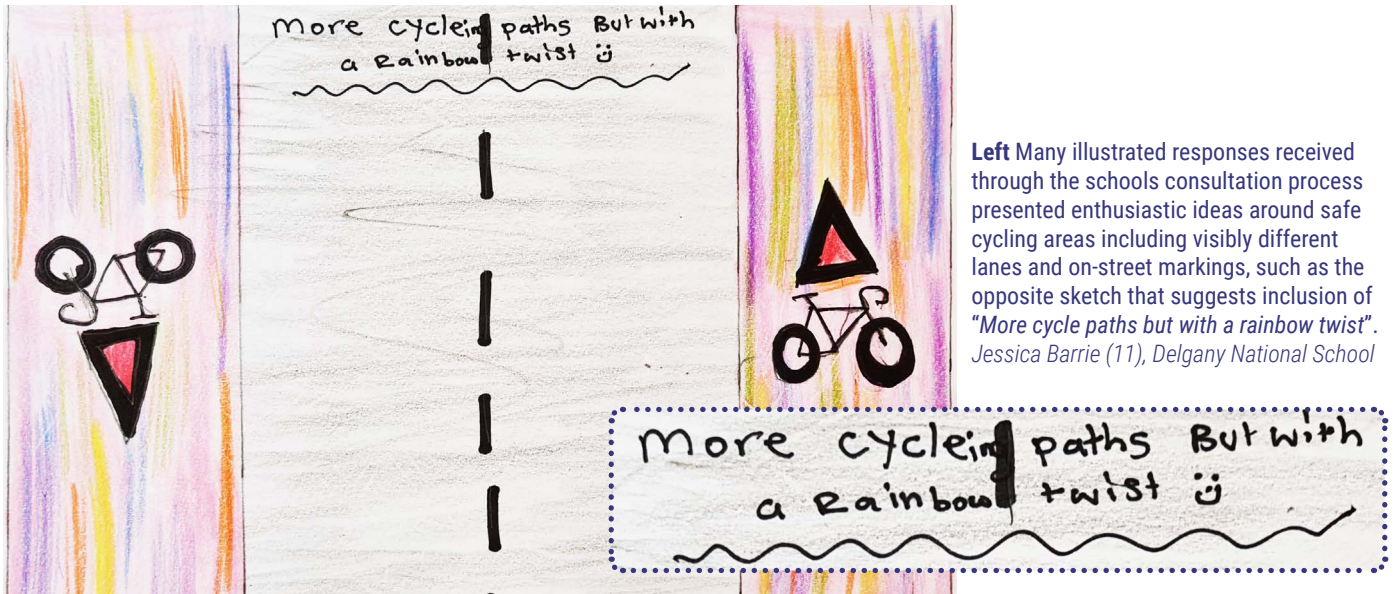 More cycleing paths But with
a Rainbow twist
Left Many illustrated responses received
through the schools consultation process
presented enthusiastic ideas around safe
cycling areas including visibly different
lanes and on-street markings, such as the
opposite sketch that suggests inclusion of
“More cycle paths but with a rainbow twist”.
Jessica Barrie (11), Delgany National School
More cycleing paths But with
a Rainbow twist